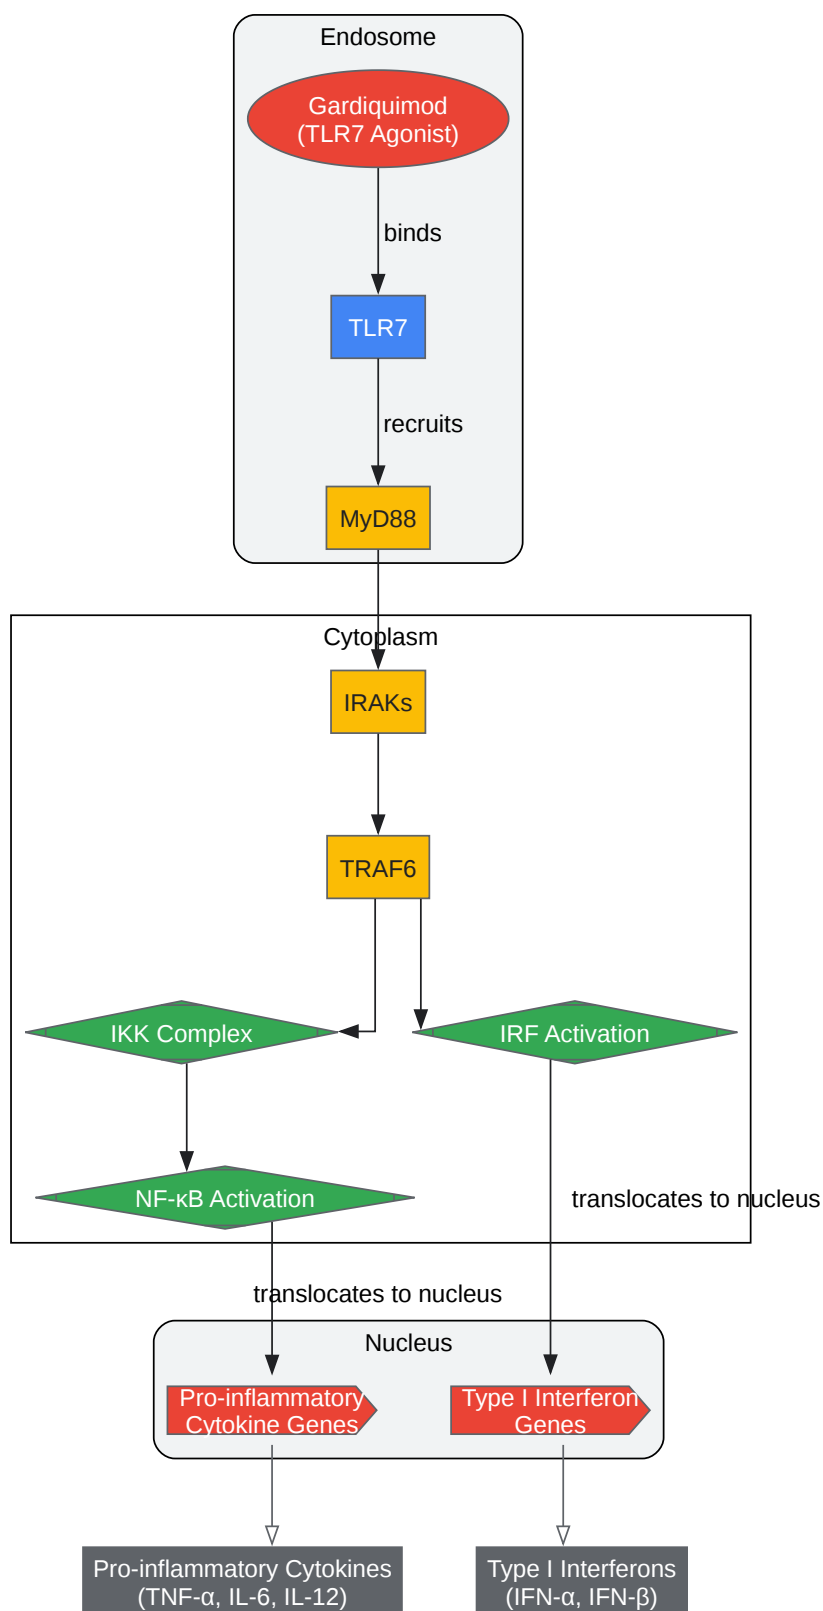 Endosome
Gardiquimod
(TLR7 Agonist)
binds
TLR7
recruits
MyD88
Cytoplasm
IRAKs
TRAF6
IKK Complex
IRF Activation
NF-κB Activation
translocates to nucleus
translocates to nucleus
Nucleus
Pro-inflammatory
Cytokine Genes
Type I Interferon
Genes
Pro-inflammatory Cytokines
(TNF-α, IL-6, IL-12)
Type I Interferons
(IFN-α, IFN-β)